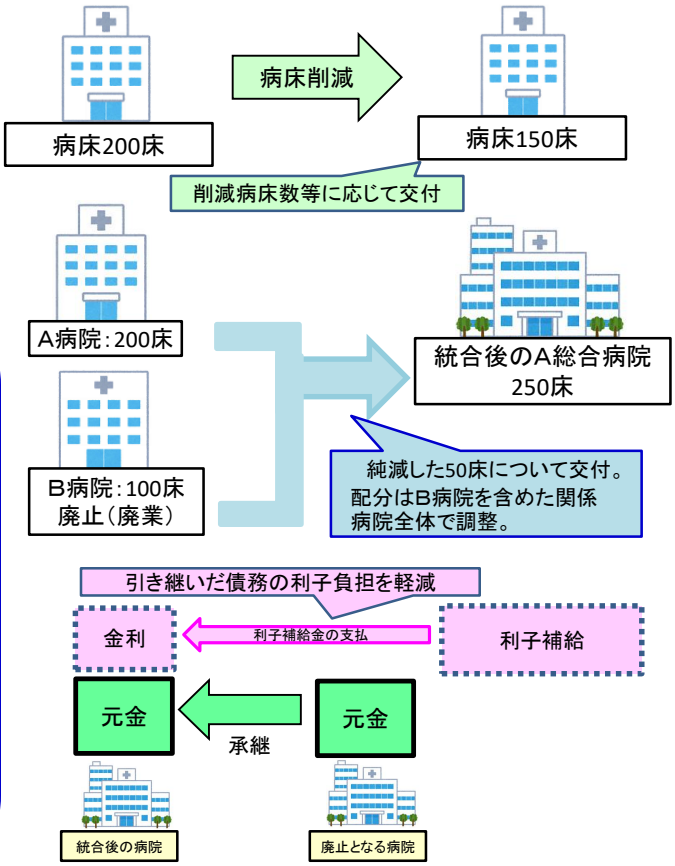 病床削減
病床200床
病床150床
削減病床数等に応じて交付
A病院:200床
統合後のA総合病院
250床
B病院:100床
廃止(廃業)
純減した50床について交付。
配分はB病院を含めた関係
病院全体で調整。
引き継いだ債務の利子負担を軽減
金利
利子補給金の支払
利子補給
元金
元金
承継
統合後の病院
廃止となる病院